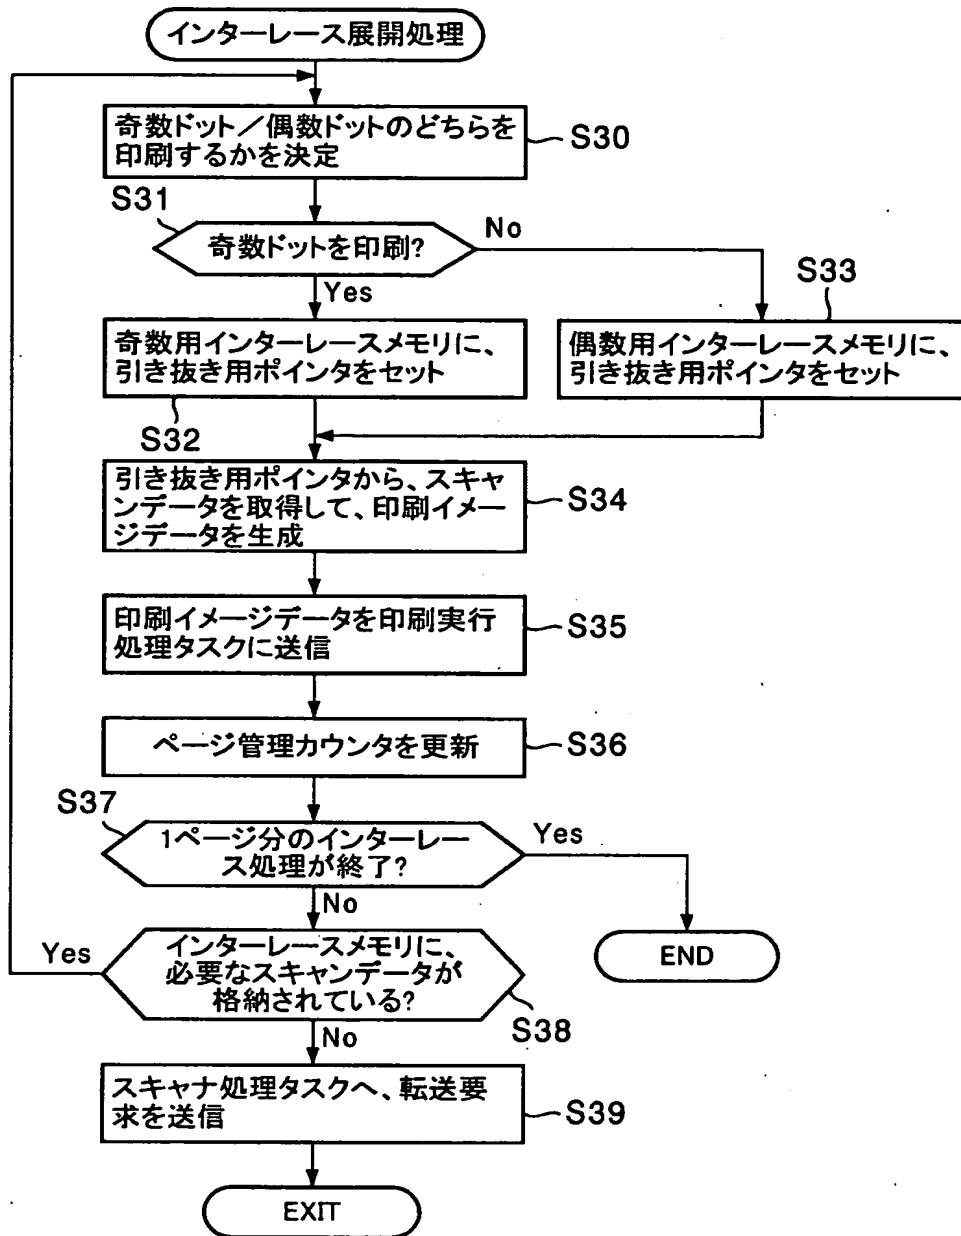 インターレース展開処理
奇数ドット／偶数ドットのどちらを
印刷するかを決定
S30
S31
奇数ドットを印刷?
No
Yes
S33
奇数用インターレースメモリに、
引き抜き用ポインタをセット
偶数用インターレースメモリに、
引き抜き用ポインタをセット
S32
引き抜き用ポインタから、スキャ
ンデータを取得して、印刷イメー
ジデータを生成
S34
印刷イメージデータを印刷実行
処理タスクに送信
S35
ページ管理カウンタを更新
S36
S37
1ページ分のインターレー
ス処理が終了?
Yes
No
Yes
インターレースメモリに、
必要なスキャンデータが
格納されている?
END
S38
No
スキャナ処理タスクへ、転送要
求を送信
S39
EXIT